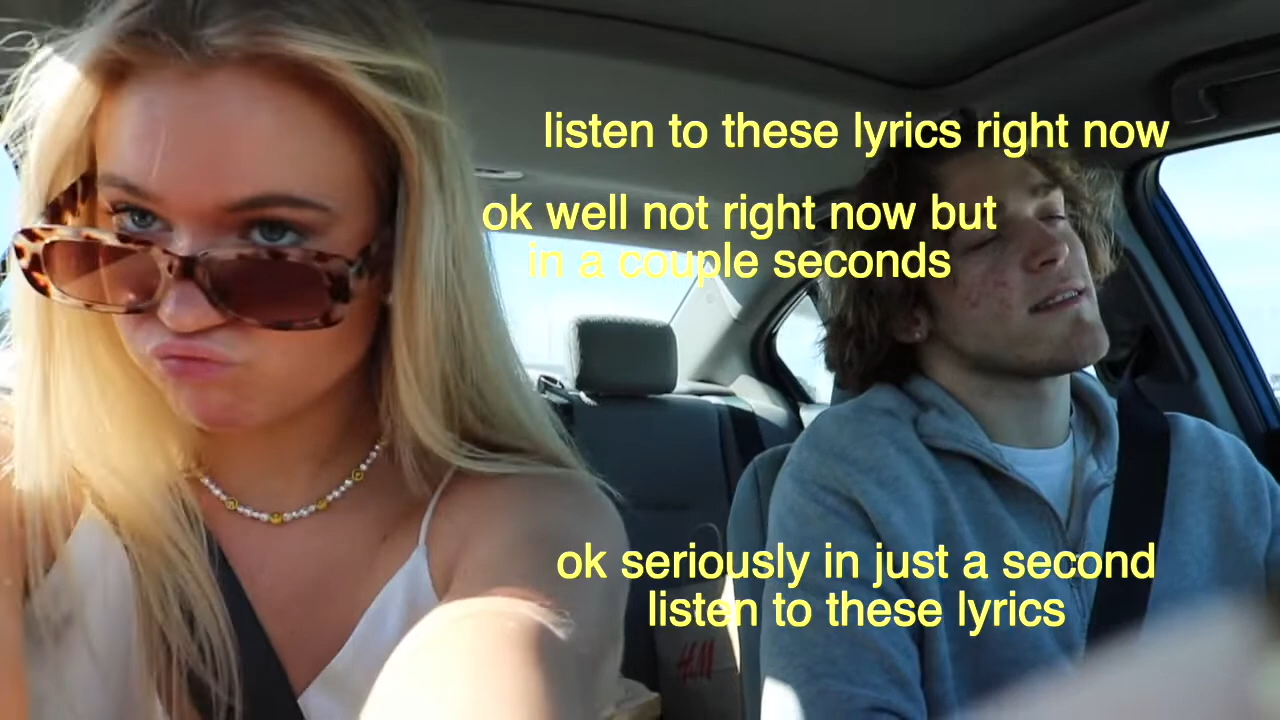 listen to these lyrics right now
ok well not right now but
in a couple seconds
ok seriously in just a second
listen to these lyrics
H&M